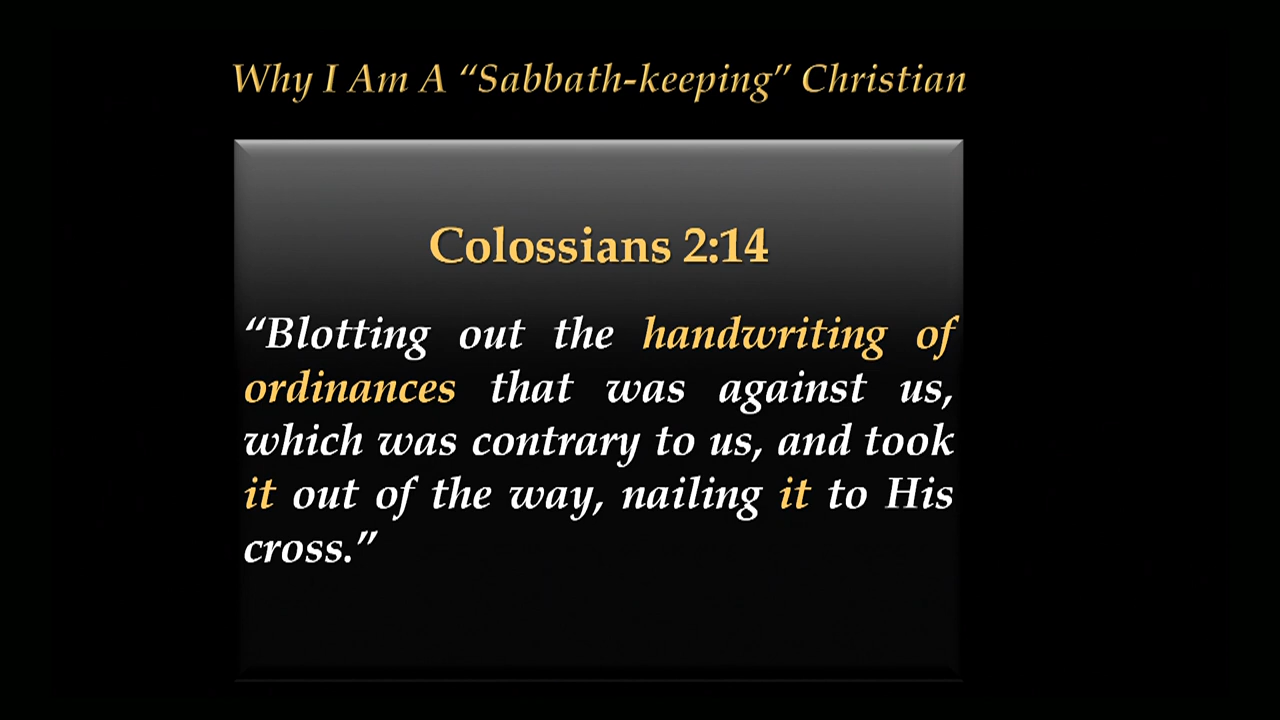 Why I Am A “Sabbath-keeping” Christian
Colossians 2:14
“Blotting out the handwriting of
ordinances that was against us,
which was contrary to us, and took
it out of the way, nailing it to His
cross.”